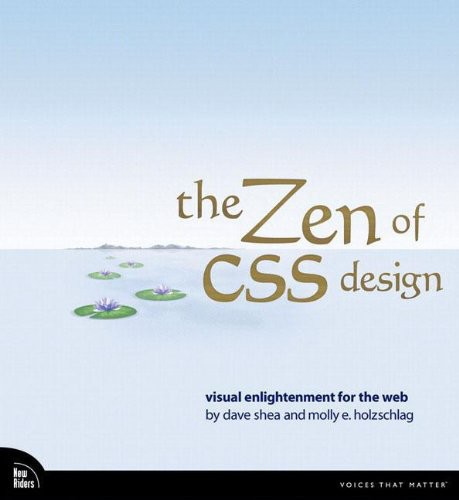 the Zen of
CSS design
visual enlightenment for the web
by dave shea and molly e. holzschlag
New
Riders
VOICES THAT MATTER™